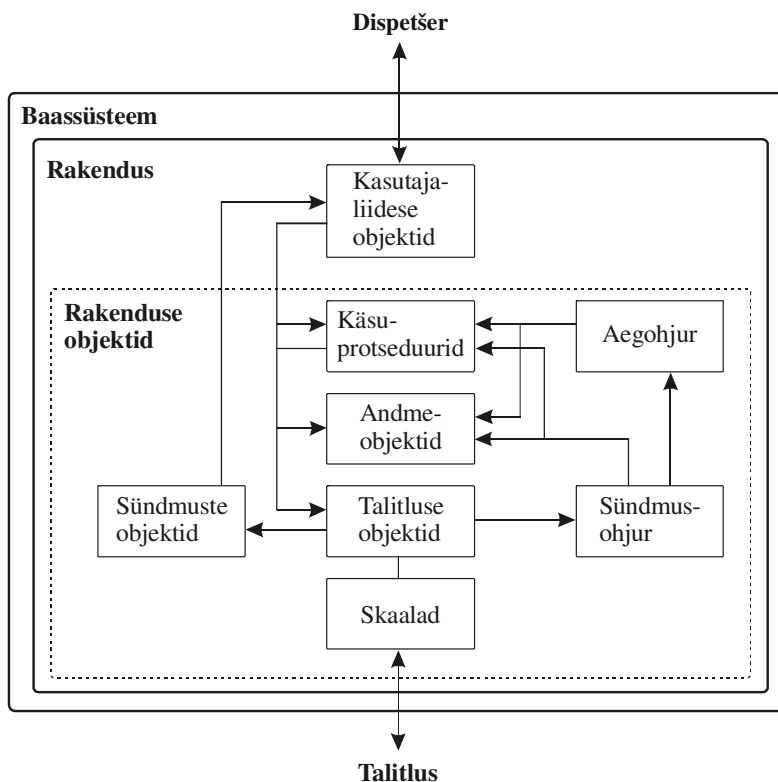 Dispetšer
Baassüsteem
Rakendus
Kasutaja-
liidese
objektid
Rakenduse
objektid
Käsu-
protseduurid
Aegohjur
Andme-
objektid
Sündmuste
objektid
Talitluse
objektid
Sündmus-
ohjur
Skaalad
Talitlus